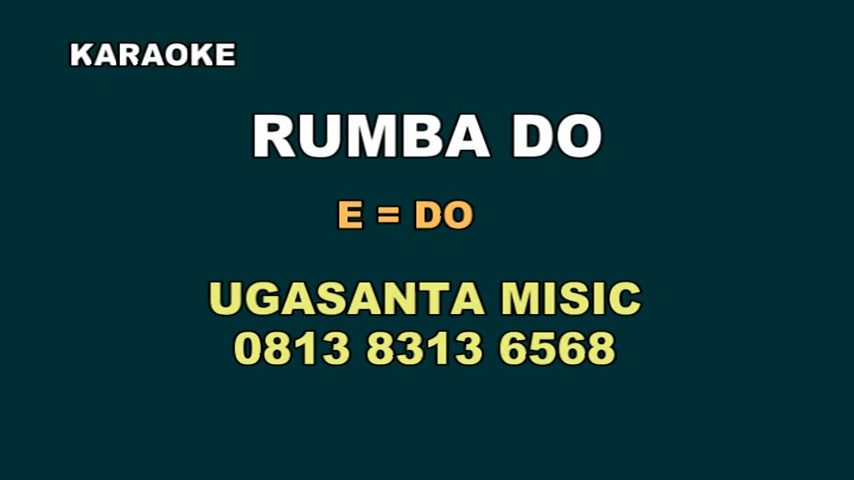 KARAOKE
RUMBA DO
E = DO
UGASANTA MISIC
0813 8313 6568